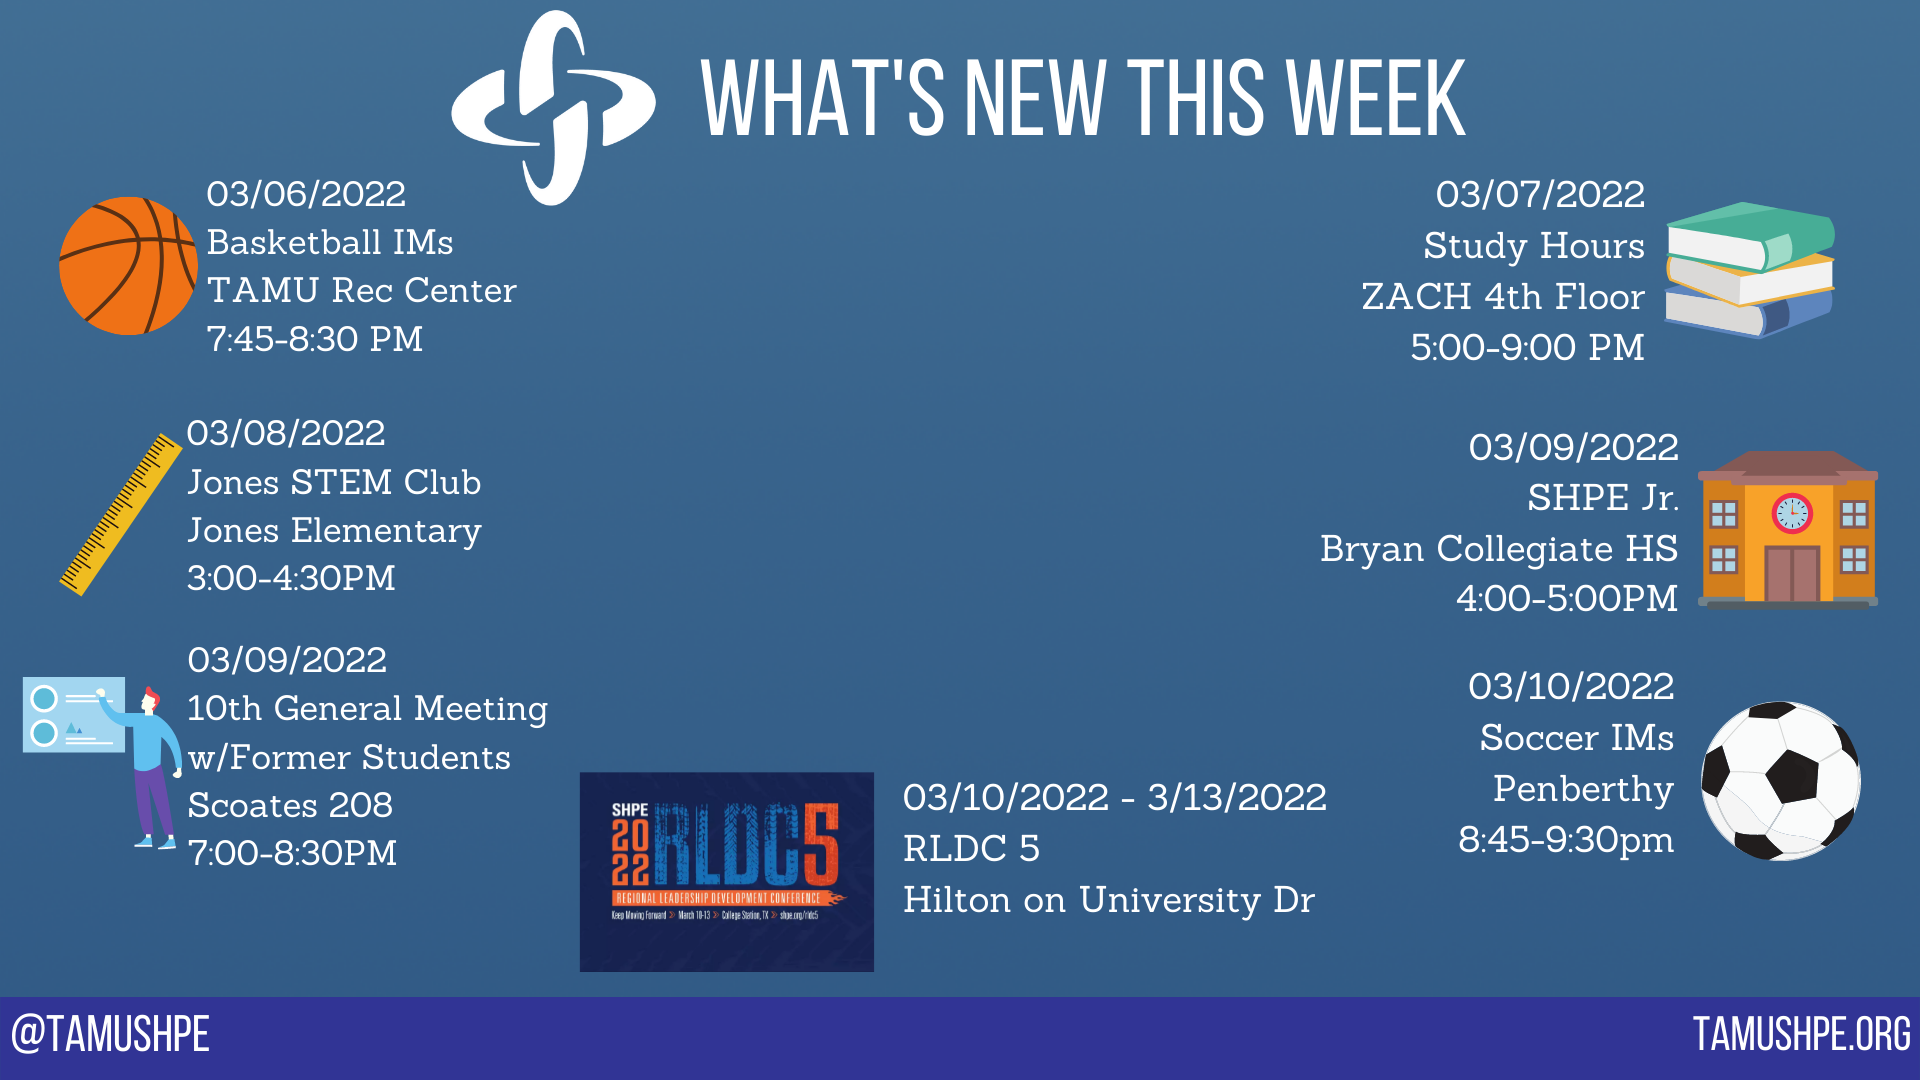 WHAT'S NEW THIS WEEK
03/06/2022
Basketball IMs
TAMU Rec Center
7:45-8:30 PM
03/07/2022
Study Hours
ZACH 4th Floor
5:00-9:00 PM
03/08/2022
Jones STEM Club
Jones Elementary
3:00-4:30PM
03/09/2022
SHPE Jr.
Bryan Collegiate HS
4:00-5:00PM
03/09/2022
10th General Meeting
w/Former Students
Scoates 208
7:00-8:30PM
03/10/2022
Soccer IMs
Penberthy
8:45-9:30pm
SHPE
2022 RLDC5
REGIONAL LEADERSHIP DEVELOPMENT CONFERENCE
Keep Moving Forward » March 10-13 » College Station, TX » shpe.org/rldc5
03/10/2022 - 3/13/2022
RLDC 5
Hilton on University Dr
@TAMUSHPE
TAMUSHPE.ORG